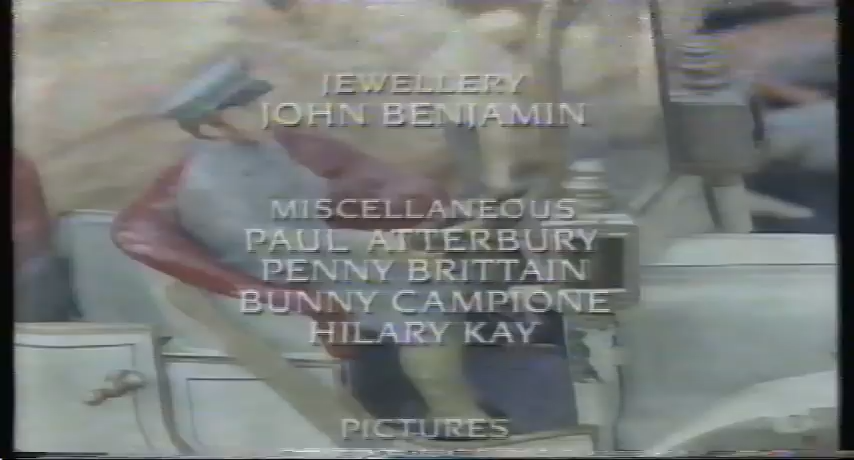 JEWELLERY
JOHN BENJAMIN
MISCELLANEOUS
PAUL ATTERBURY
PENNY BRITTAIN
BUNNY CAMPIONE
HILARY KAY
PICTURES